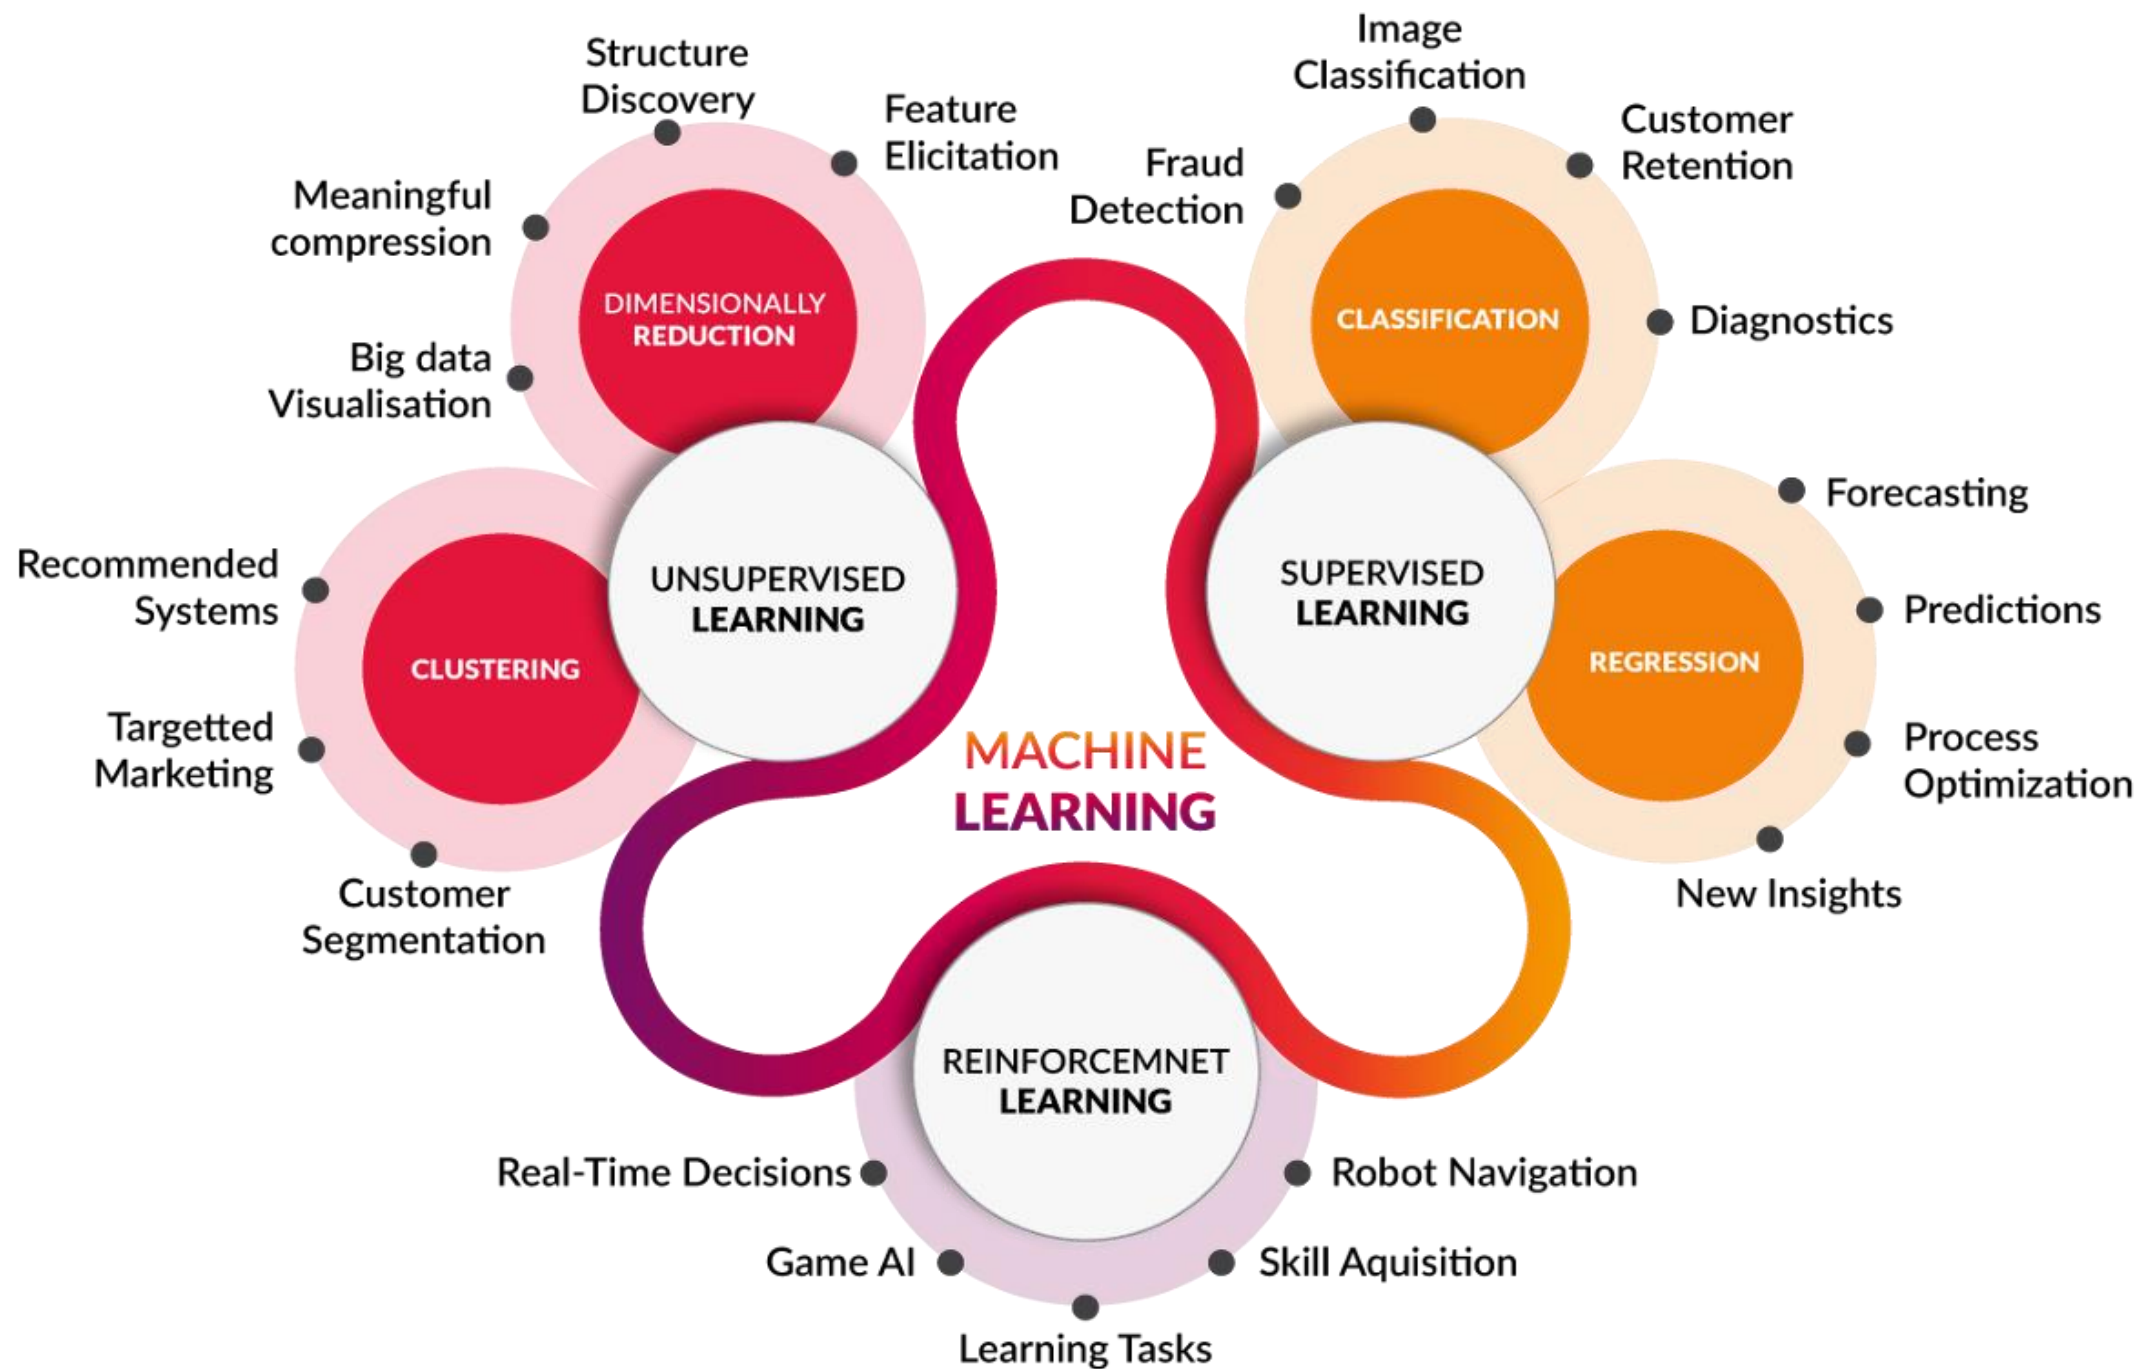 Structure
Discovery
Feature
Elicitation
Meaningful
compression
Big data
Visualisation
DIMENSIONALLY
REDUCTION
Recommended
Systems
Targetted
Marketing
Customer
Segmentation
CLUSTERING
UNSUPERVISED
LEARNING
Image
Classification
Customer
Retention
Fraud
Detection
Diagnostics
CLASSIFICATION
SUPERVISED
LEARNING
Forecasting
Predictions
Process
Optimization
New Insights
REGRESSION
MACHINE
LEARNING
REINFORCEMNET
LEARNING
Real-Time Decisions
Robot Navigation
Game AI
Skill Aquisition
Learning Tasks